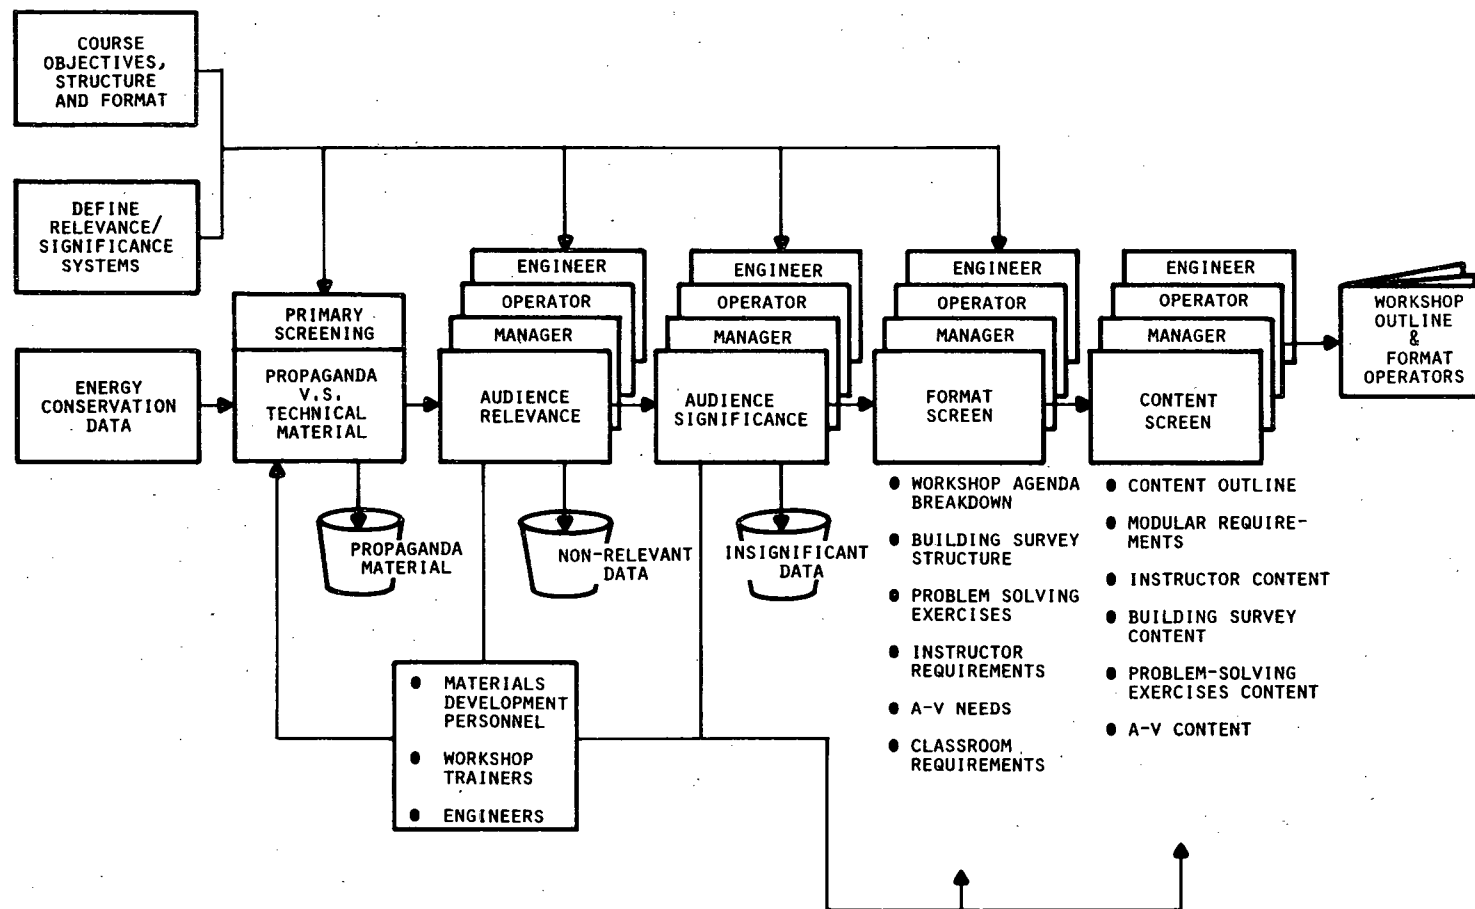 COURSE
OBJECTIVES,
STRUCTURE
AND FORMAT
DEFINE
RELEVANCE/
SIGNIFICANCE
SYSTEMS
ENERGY
CONSERVATION
DATA
PRIMARY
SCREENING
PROPAGANDA
V.S.
TECHNICAL
MATERIAL
PROPAGANDA
MATERIAL
ENGINEER
OPERATOR
MANAGER
AUDIENCE
RELEVANCE
NON-RELEVANT
DATA
ENGINEER
OPERATOR
MANAGER
AUDIENCE
SIGNIFICANCE
INSIGNIFICANT
DATA
ENGINEER
OPERATOR
MANAGER
FORMAT
SCREEN
● WORKSHOP AGENDA
BREAKDOWN
● BUILDING SURVEY
STRUCTURE
● PROBLEM SOLVING
EXERCISES
● INSTRUCTOR
REQUIREMENTS
● A-V NEEDS
● CLASSROOM
REQUIREMENTS
ENGINEER
OPERATOR
MANAGER
CONTENT
SCREEN
● CONTENT OUTLINE
● MODULAR REQUIRE-
MENTS
● INSTRUCTOR CONTENT
● BUILDING SURVEY
CONTENT
● PROBLEM-SOLVING
EXERCISES CONTENT
● A-V CONTENT
WORKSHOP
OUTLINE
&
FORMAT
OPERATORS
● MATERIALS
DEVELOPMENT
PERSONNEL
● WORKSHOP
TRAINERS
● ENGINEERS